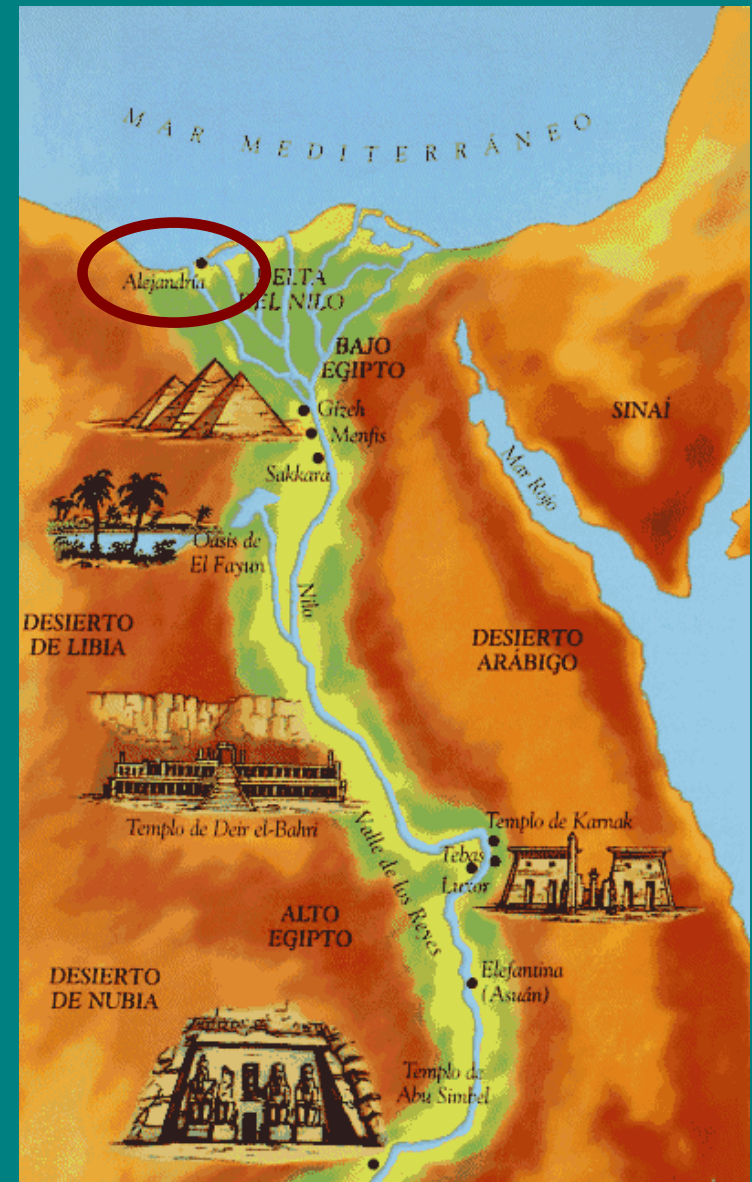 MAR MEDITERRÁNEO
Alejandría
DELTA
DEL NILO
BAJO
EGIPTO
Gízeh
Menfis
SINAÍ
Sakkara
Mar Rojo
Oasis de
El Fayun
Nilo
DESIERTO
DE LIBIA
DESIERTO
ARÁBIGO
Templo de Deir el-Bahri
Templo de Karnak
Valle de los Reyes
Tebas
Luxor
ALTO
EGIPTO
Elefantina
(Asuán)
DESIERTO
DE NUBIA
Templo de
Abu Simbel